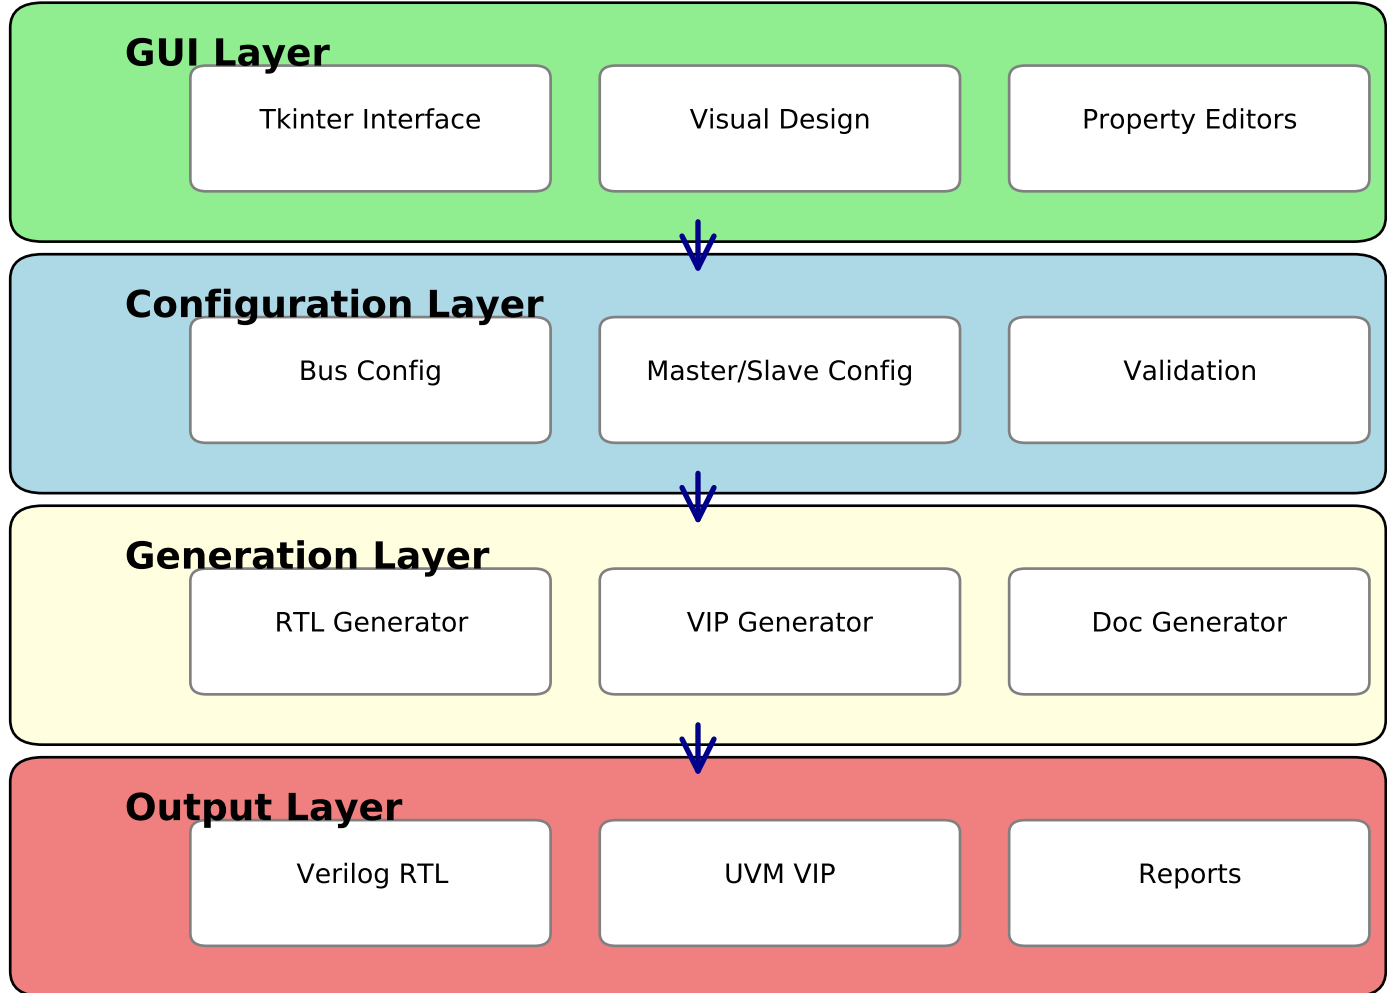 GUI Layer
Tkinter Interface
Visual Design
Property Editors
Configuration Layer
Bus Config
Master/Slave Config
Validation
Generation Layer
RTL Generator
VIP Generator
Doc Generator
Output Layer
Verilog RTL
UVM VIP
Reports